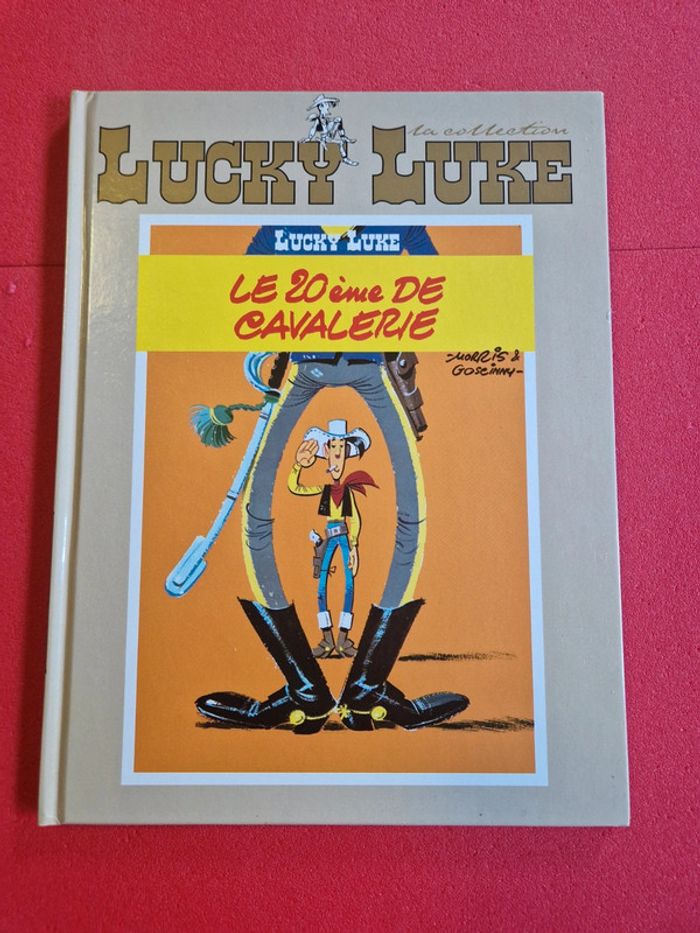 la collection
LUCKY LUKE
LUCKY LUKE
LE 20ème DE
CAVALERIE
-MORRIS &
GOSCINNY-